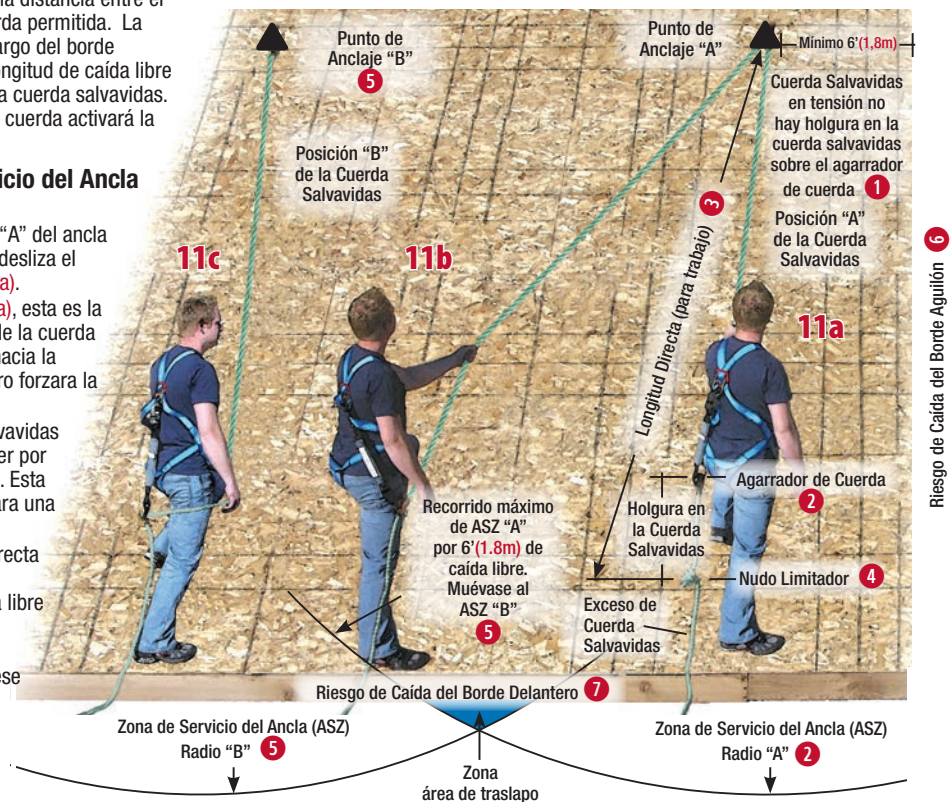 la distancia entre el
rda permitida. La
argo del borde
ongitud de caída libre
a cuerda salvavidas.
cuerda activará la
icio del Ancla
"A" del ancla
desliza el
a).
a), esta es la
de la cuerda
nacia la
ro forzara la
vavidas
er por
. Esta
ara una
recta
a libre
ese
Punto de
Anclaje "B"
5
Punto de
Anclaje "A"
Mínimo 6'(1,8m)
Cuerda Salvavidas
en tensión no
hay holgura en la
cuerda salvavidas
sobre el agarrador
de cuerda 1
Posición "B"
de la Cuerda
Salvavidas
3
Longitud Directa (para trabajo)
Posición "A"
de la Cuerda
Salvavidas
Riesgo de Caída del Borde Aguilón 6
11c
11b
11a
Agarrador de Cuerda
2
Holgura en
la Cuerda
Salvavidas
Recorrido máximo
de ASZ "A"
por 6'(1.8m) de
caída libre.
Muévase al
ASZ "B"
5
Nudo Limitador 4
Exceso de
Cuerda
Salvavidas
Riesgo de Caída del Borde Delantero 7
Zona de Servicio del Ancla (ASZ)
Radio "B" 5
Zona de Servicio del Ancla (ASZ)
Radio "A" 2
Zona
área de traslapo